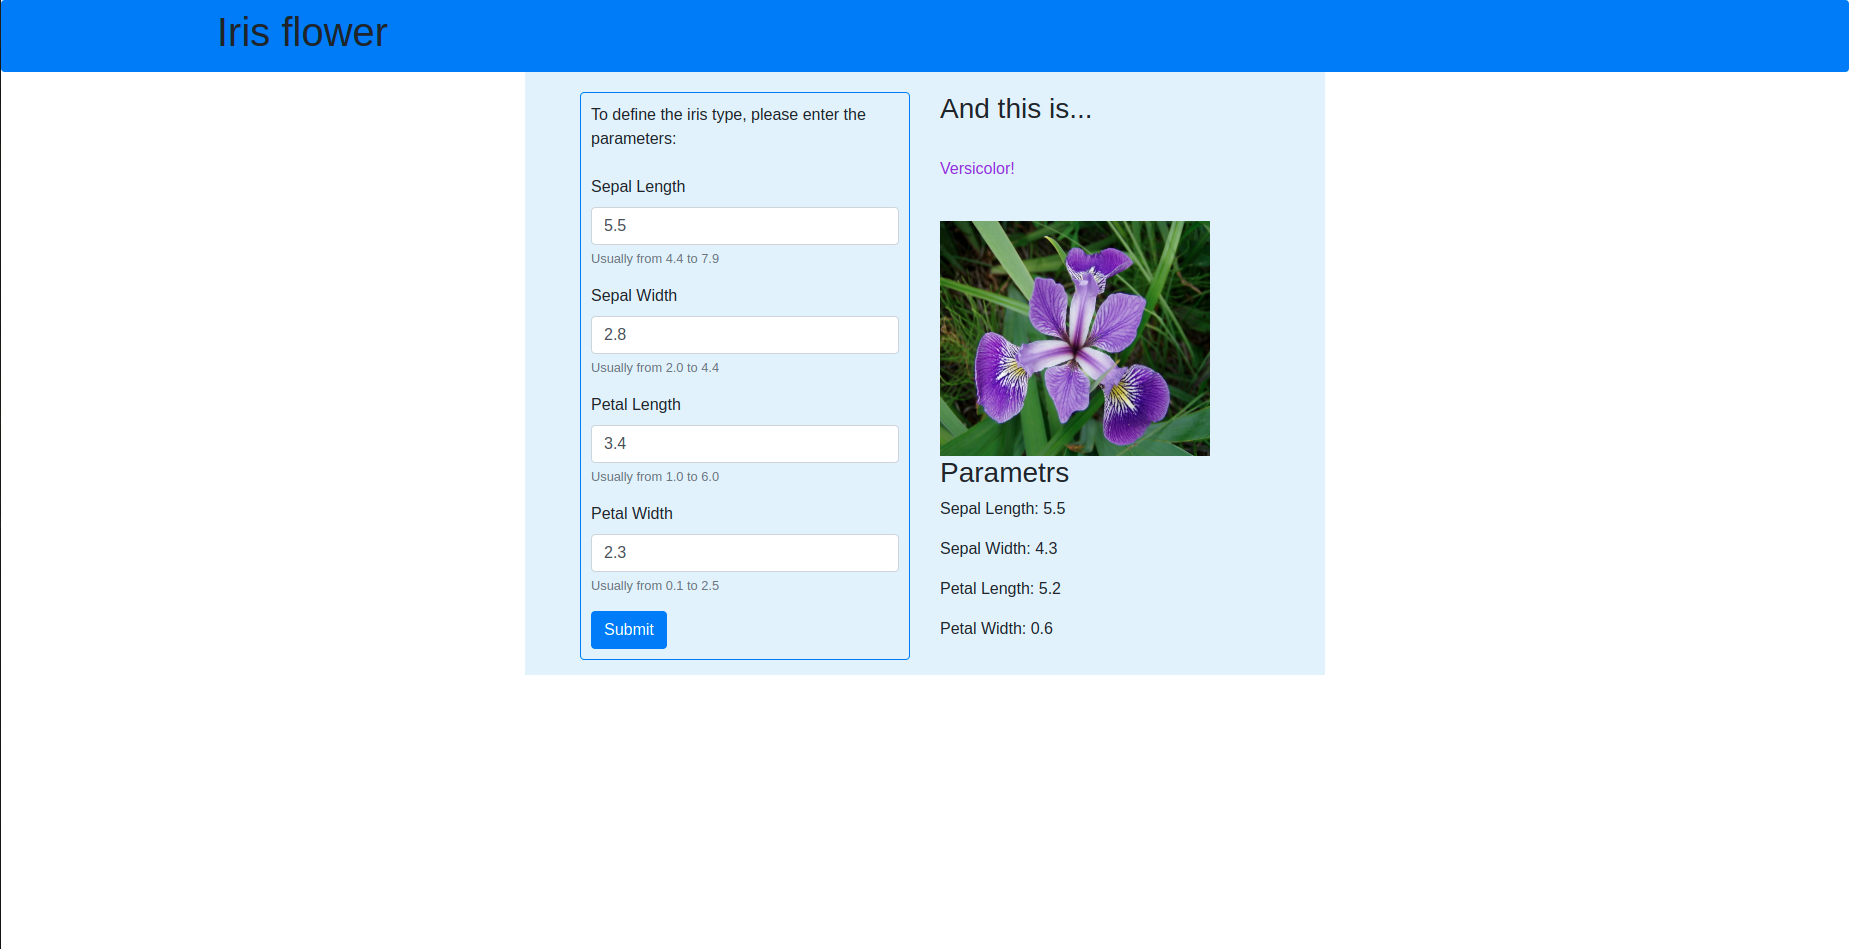 Iris flower
To define the iris type, please enter the
parameters:
Sepal Length
5.5
Usually from 4.4 to 7.9
Sepal Width
2.8
Usually from 2.0 to 4.4
Petal Length
3.4
Usually from 1.0 to 6.0
Petal Width
2.3
Usually from 0.1 to 2.5
Submit
And this is...
Versicolor!
Parametrs
Sepal Length: 5.5
Sepal Width: 4.3
Petal Length: 5.2
Petal Width: 0.6